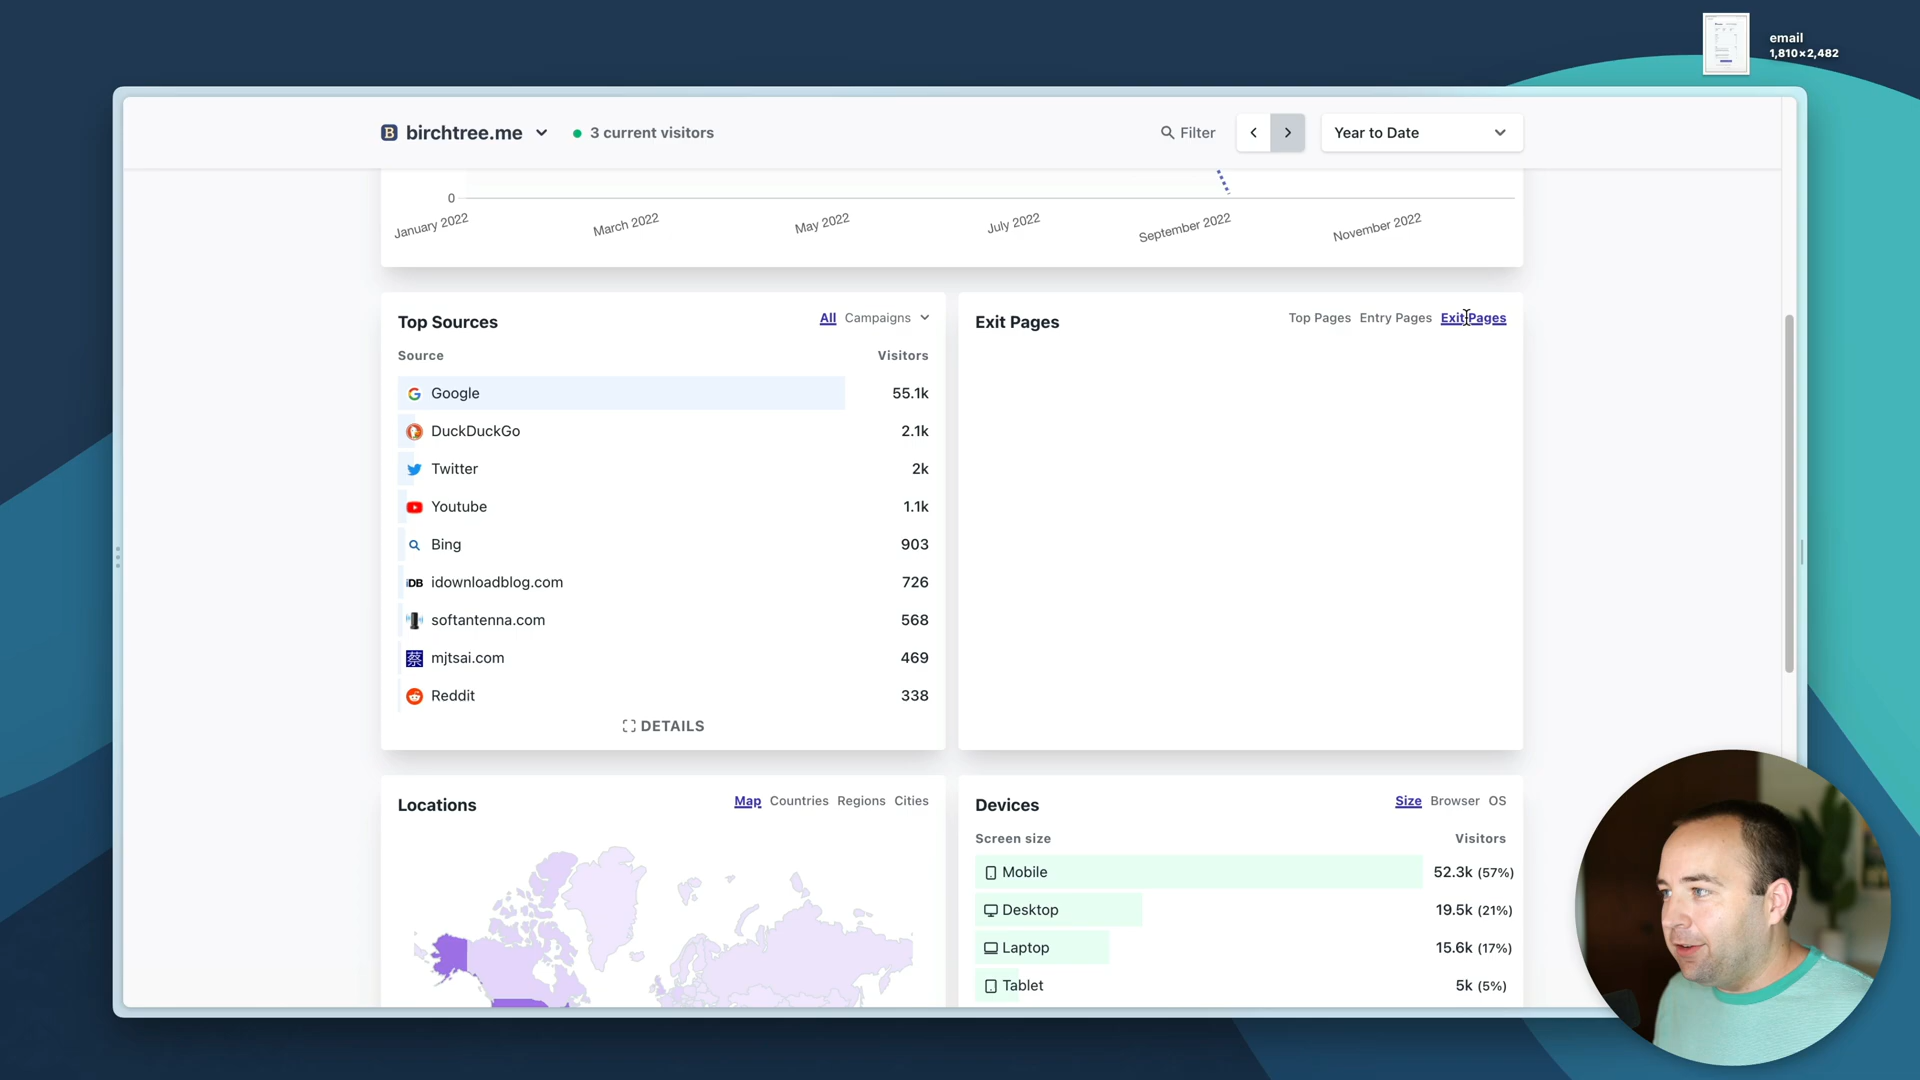 email
1,810×2,482
birchtree.me
3 current visitors
Filter
Year to Date
0
January 2022
March 2022
May 2022
July 2022
September 2022
November 2022
Top Sources
All Campaigns
Source Visitors
Google 55.1k
DuckDuckGo 2.1k
Twitter 2k
Youtube 1.1k
Bing 903
iDB idownloadblog.com 726
softantenna.com 568
蔡 mjtsai.com 469
Reddit 338
DETAILS
Exit Pages
Top Pages Entry Pages Exit Pages
Locations
Map Countries Regions Cities
Devices
Size Browser OS
Screen size Visitors
Mobile 52.3k (57%)
Desktop 19.5k (21%)
Laptop 15.6k (17%)
Tablet 5k (5%)